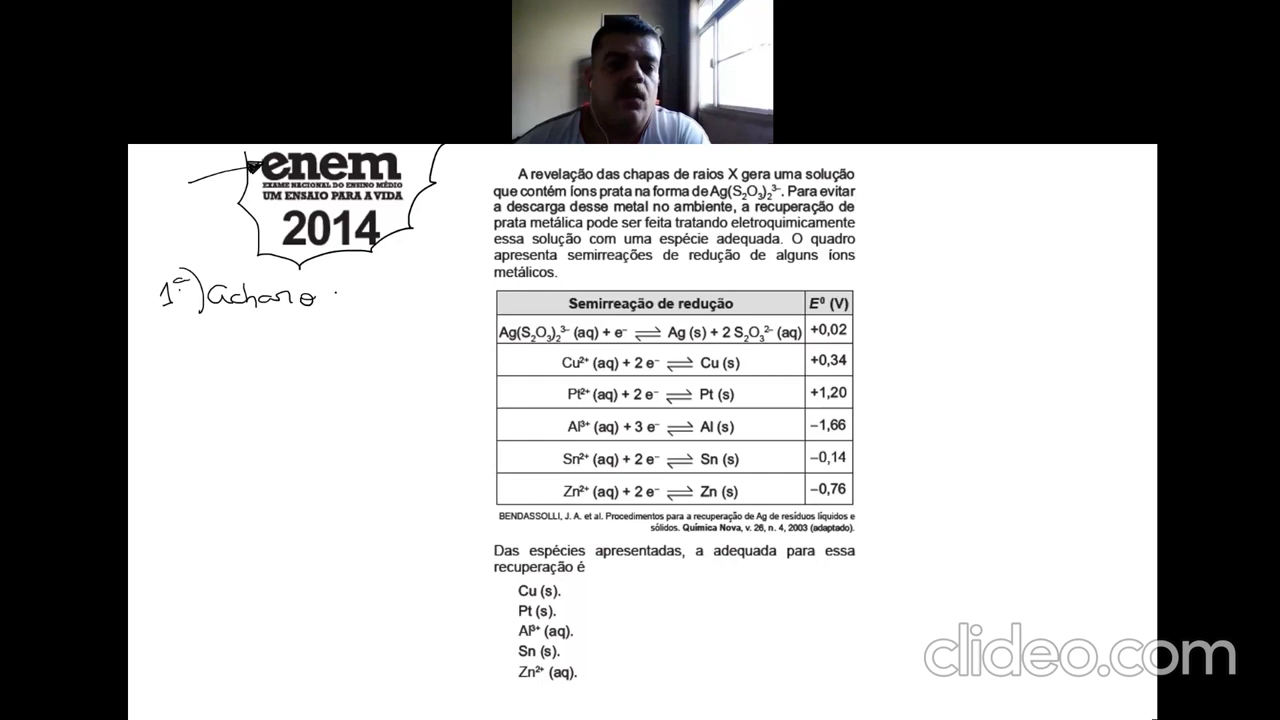 enem
EXAME NACIONAL DO ENSINO MÉDIO
UM ENSAIO PARA A VIDA
2014
1ª) achar o
A revelação das chapas de raios X gera uma solução
que contém íons prata na forma de Ag(S₂O₃)₂³⁻. Para evitar
a descarga desse metal no ambiente, a recuperação de
prata metálica pode ser feita tratando eletroquimicamente
essa solução com uma espécie adequada. O quadro
apresenta semirreações de redução de alguns íons
metálicos.
Semirreação de redução E⁰ (V)
Ag(S₂O₃)₂³⁻ (aq) + e⁻ ⇌ Ag (s) + 2 S₂O₃²⁻ (aq) +0,02
Cu²⁺ (aq) + 2 e⁻ ⇌ Cu (s) +0,34
Pt²⁺ (aq) + 2 e⁻ ⇌ Pt (s) +1,20
Al³⁺ (aq) + 3 e⁻ ⇌ Al (s) −1,66
Sn²⁺ (aq) + 2 e⁻ ⇌ Sn (s) −0,14
Zn²⁺ (aq) + 2 e⁻ ⇌ Zn (s) −0,76
BENDASSOLLI, J. A. et al. Procedimentos para a recuperação de Ag de resíduos líquidos e
sólidos. Química Nova, v. 26, n. 4, 2003 (adaptado).
Das espécies apresentadas, a adequada para essa
recuperação é
Cu (s).
Pt (s).
Al³⁺ (aq).
Sn (s).
Zn²⁺ (aq).
clideo.com